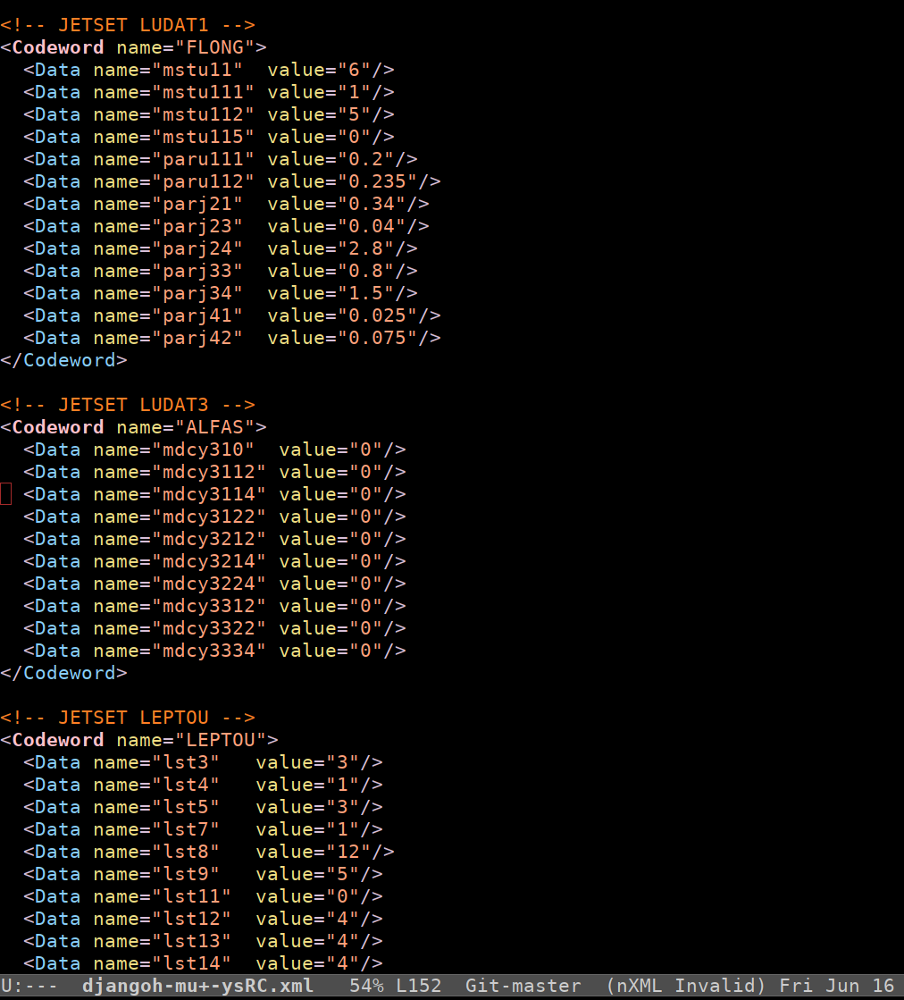 <!-- JETSET LUDAT1 -->
<Codeword name="FLONG">
  <Data name="mstu11"  value="6"/>
  <Data name="mstu111" value="1"/>
  <Data name="mstu112" value="5"/>
  <Data name="mstu115" value="0"/>
  <Data name="paru111" value="0.2"/>
  <Data name="paru112" value="0.235"/>
  <Data name="parj21"  value="0.34"/>
  <Data name="parj23"  value="0.04"/>
  <Data name="parj24"  value="2.8"/>
  <Data name="parj33"  value="0.8"/>
  <Data name="parj34"  value="1.5"/>
  <Data name="parj41"  value="0.025"/>
  <Data name="parj42"  value="0.075"/>
</Codeword>
<!-- JETSET LUDAT3 -->
<Codeword name="ALFAS">
  <Data name="mdcy310"  value="0"/>
  <Data name="mdcy3112" value="0"/>
  <Data name="mdcy3114" value="0"/>
  <Data name="mdcy3122" value="0"/>
  <Data name="mdcy3212" value="0"/>
  <Data name="mdcy3214" value="0"/>
  <Data name="mdcy3224" value="0"/>
  <Data name="mdcy3312" value="0"/>
  <Data name="mdcy3322" value="0"/>
  <Data name="mdcy3334" value="0"/>
</Codeword>
<!-- JETSET LEPTOU -->
<Codeword name="LEPTOU">
  <Data name="lst3"   value="3"/>
  <Data name="lst4"   value="1"/>
  <Data name="lst5"   value="3"/>
  <Data name="lst7"   value="1"/>
  <Data name="lst8"   value="12"/>
  <Data name="lst9"   value="5"/>
  <Data name="lst11"  value="0"/>
  <Data name="lst12"  value="4"/>
  <Data name="lst13"  value="4"/>
  <Data name="lst14"  value="4"/>
U:---  djangoh-mu+-ysRC.xml   54% L152  Git-master  (nXML Invalid) Fri Jun 16